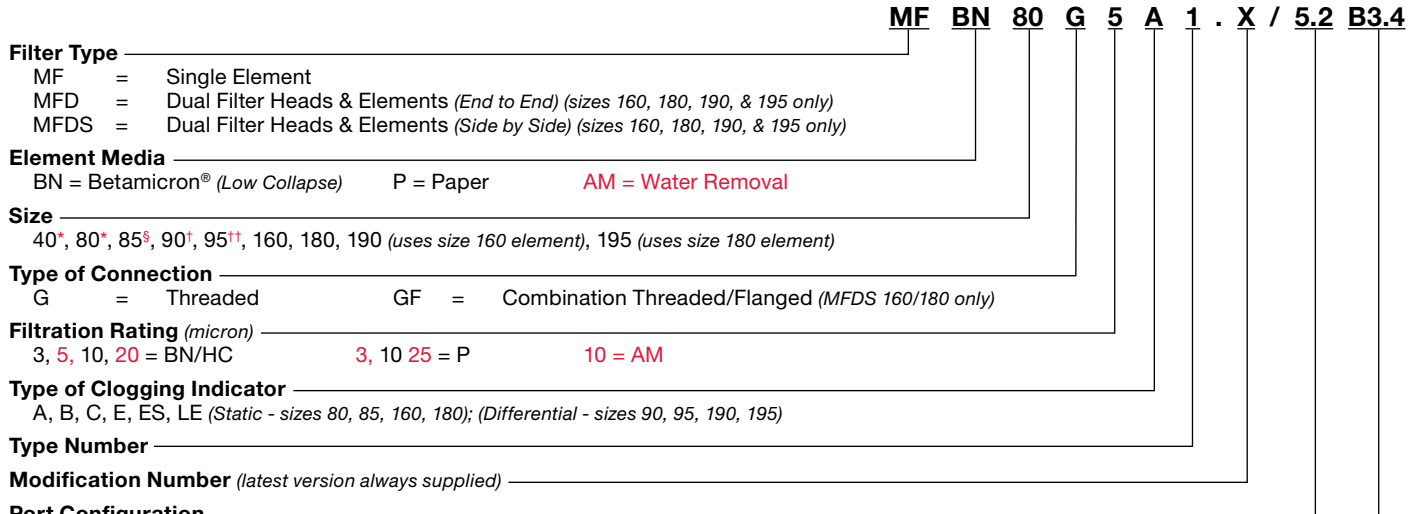 MF BN 80 G 5 A 1 . X / 5.2 B3.4
Filter Type
MF = Single Element
MFD = Dual Filter Heads & Elements (End to End) (sizes 160, 180, 190, & 195 only)
MFDS = Dual Filter Heads & Elements (Side by Side) (sizes 160, 180, 190, & 195 only)
Element Media
BN = Betamicron® (Low Collapse) P = Paper AM = Water Removal
Size
40*, 80*, 85§, 90†, 95††, 160, 180, 190 (uses size 160 element), 195 (uses size 180 element)
Type of Connection
G = Threaded GF = Combination Threaded/Flanged (MFDS 160/180 only)
Filtration Rating (micron)
3, 5, 10, 20 = BN/HC 3, 10 25 = P 10 = AM
Type of Clogging Indicator
A, B, C, E, ES, LE (Static - sizes 80, 85, 160, 180); (Differential - sizes 90, 95, 190, 195)
Type Number
Modification Number (latest version always supplied)
Port Configuration